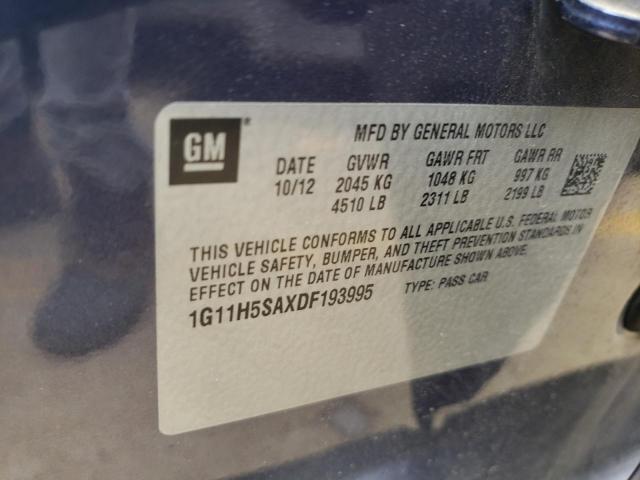 GM
MFD BY GENERAL MOTORS LLC
DATE GVWR GAWR FRT GAWR RR
10/12 2045 KG 1048 KG 997 KG
4510 LB 2311 LB 2199 LB
THIS VEHICLE CONFORMS TO ALL APPLICABLE U.S. FEDERAL MOTOR
VEHICLE SAFETY, BUMPER, AND THEFT PREVENTION STANDARDS IN
EFFECT ON THE DATE OF MANUFACTURE SHOWN ABOVE.
1G11H5SAXDF193995 TYPE: PASS CAR